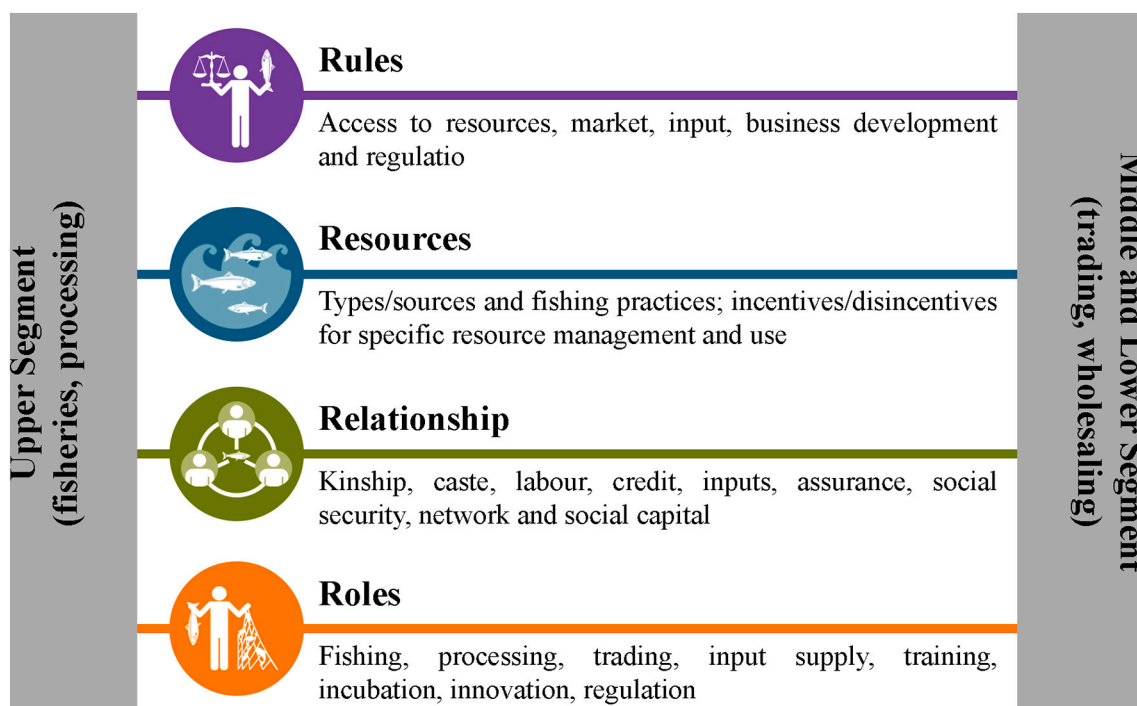 Upper Segment
(fisheries, processing)
Rules
Access to resources, market, input, business development
and regulatio
Resources
Types/sources and fishing practices; incentives/disincentives
for specific resource management and use
Relationship
Kinship, caste, labour, credit, inputs, assurance, social
security, network and social capital
Roles
Fishing, processing, trading, input supply, training,
incubation, innovation, regulation
Middle and Lower Segment
(trading, wholesaling)